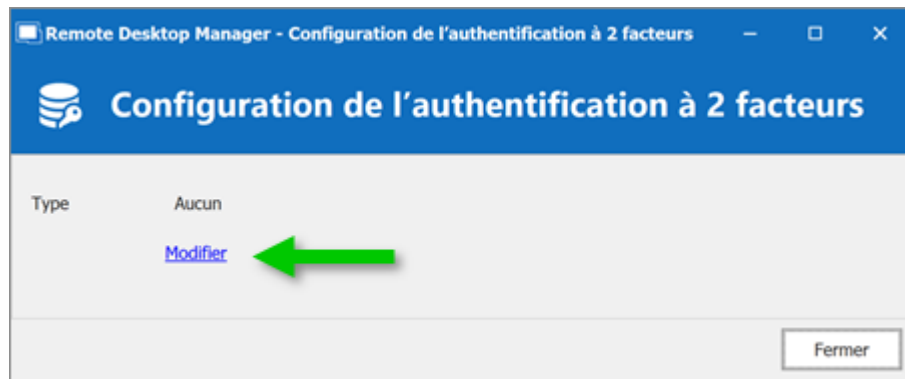 Remote Desktop Manager - Configuration de l'authentification à 2 facteurs
Configuration de l'authentification à 2 facteurs
Type Aucun
Modifier
Fermer